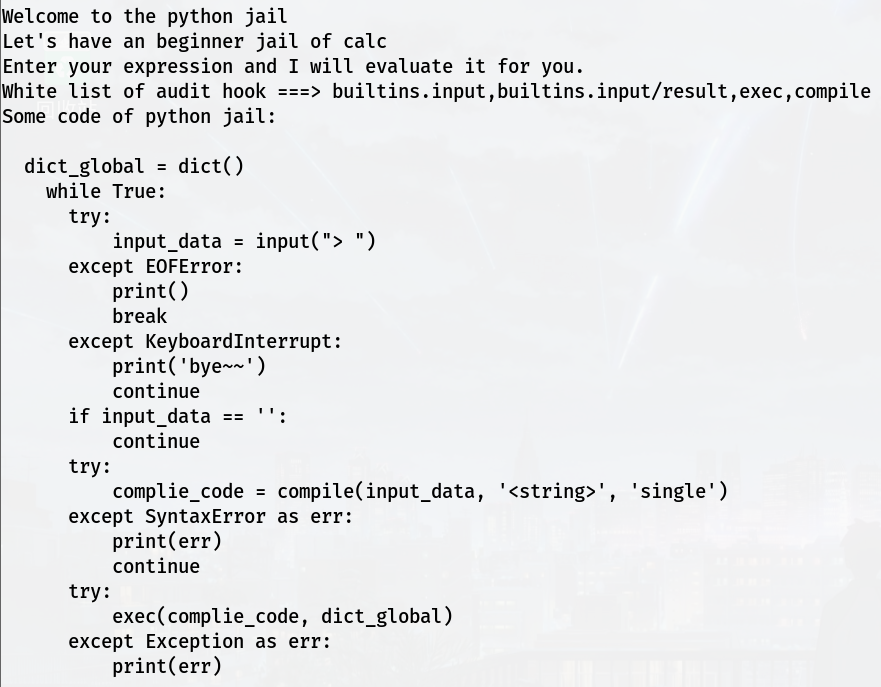 Welcome to the python jail
Let's have an beginner jail of calc
Enter your expression and I will evaluate it for you.
White list of audit hook ===> builtins.input,builtins.input/result,exec,compile
Some code of python jail:

  dict_global = dict()
    while True:
      try:
          input_data = input("> ")
      except EOFError:
          print()
          break
      except KeyboardInterrupt:
          print('bye~~')
          continue
      if input_data == '':
          continue
      try:
          complie_code = compile(input_data, '<string>', 'single')
      except SyntaxError as err:
          print(err)
          continue
      try:
          exec(complie_code, dict_global)
      except Exception as err:
          print(err)